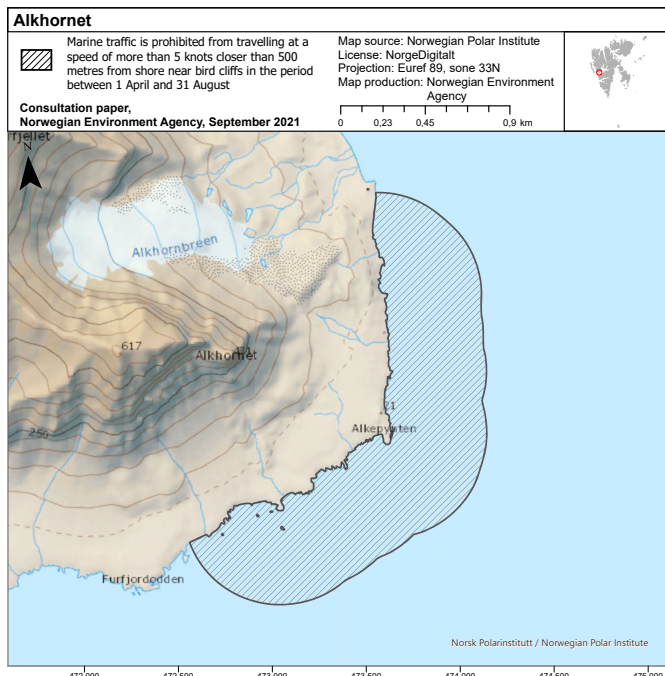 Alkhornet
Marine traffic is prohibited from travelling at a
speed of more than 5 knots closer than 500
metres from shore near bird cliffs in the period
between 1 April and 31 August
Consultation paper,
Norwegian Environment Agency, September 2021
Map source: Norwegian Polar Institute
License: NorgeDigitalt
Projection: Euref 89, sone 33N
Map production: Norwegian Environment
Agency
0 0,23 0,45 0,9 km
fjellet
N
Alkhornbreen
617
Alkhornet
21
Alkepynten
250
Furfjordodden
Norsk Polarinstitutt / Norwegian Polar Institute
472 000 472 500 473 000 473 500 474 000 474 500 475 000